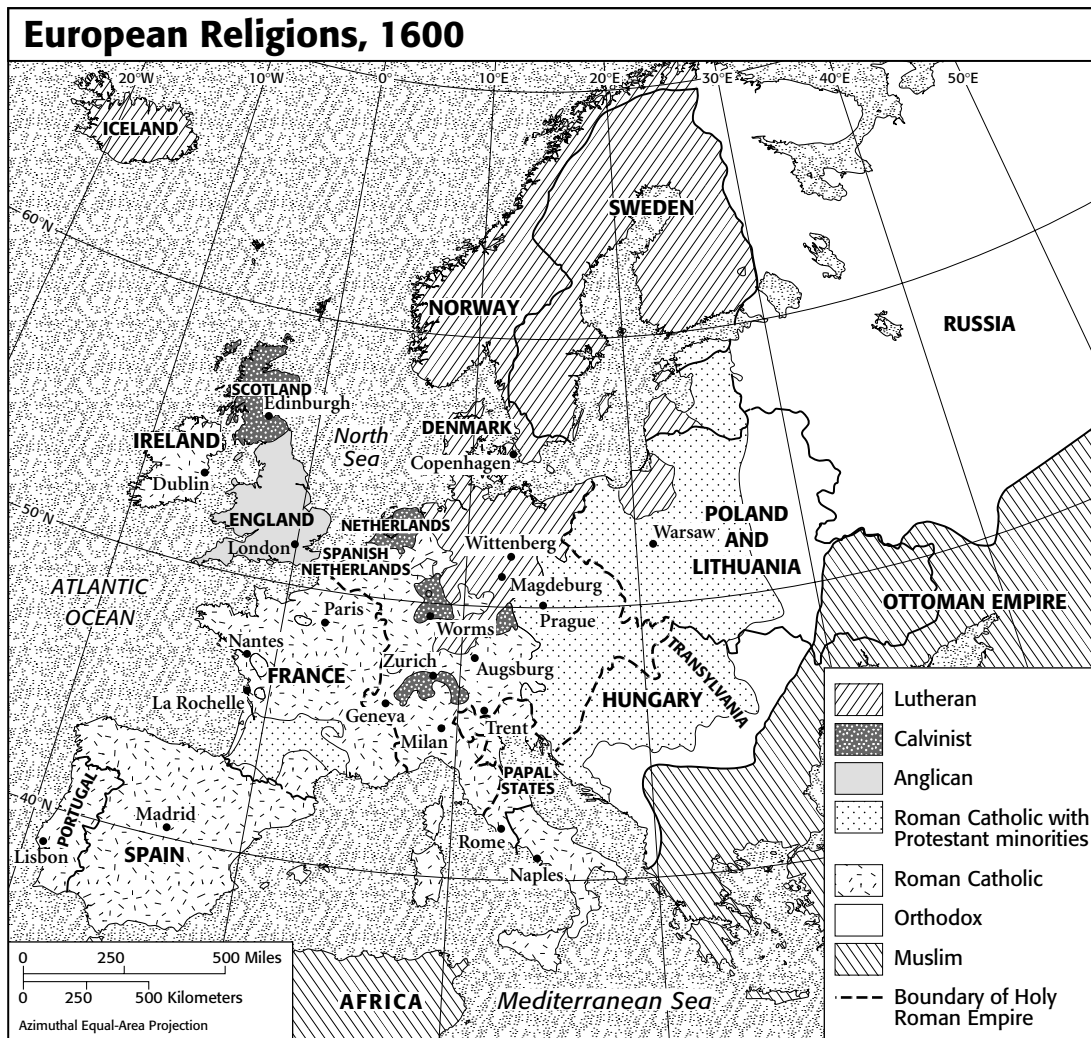 European Religions, 1600
20°W
10°W
0°
10°E
20°E
30°E
40°E
50°E
60°N
50°N
40°N
ICELAND
SWEDEN
NORWAY
RUSSIA
SCOTLAND
Edinburgh
North
Sea
DENMARK
Copenhagen
IRELAND
Dublin
ENGLAND
London
NETHERLANDS
SPANISH
NETHERLANDS
Wittenberg
Magdeburg
Warsaw
POLAND
AND
LITHUANIA
ATLANTIC
OCEAN
OTTOMAN EMPIRE
Paris
Worms
Prague
Nantes
FRANCE
Zurich
Augsburg
TRANSYLVANIA
HUNGARY
La Rochelle
Geneva
Milan
Trent
PAPAL
STATES
PORTUGAL
Madrid
Lisbon
SPAIN
Rome
Naples
AFRICA
Mediterranean Sea
Lutheran
Calvinist
Anglican
Roman Catholic with
Protestant minorities
Roman Catholic
Orthodox
Muslim
Boundary of Holy
Roman Empire
0 250 500 Miles
0 250 500 Kilometers
Azimuthal Equal-Area Projection